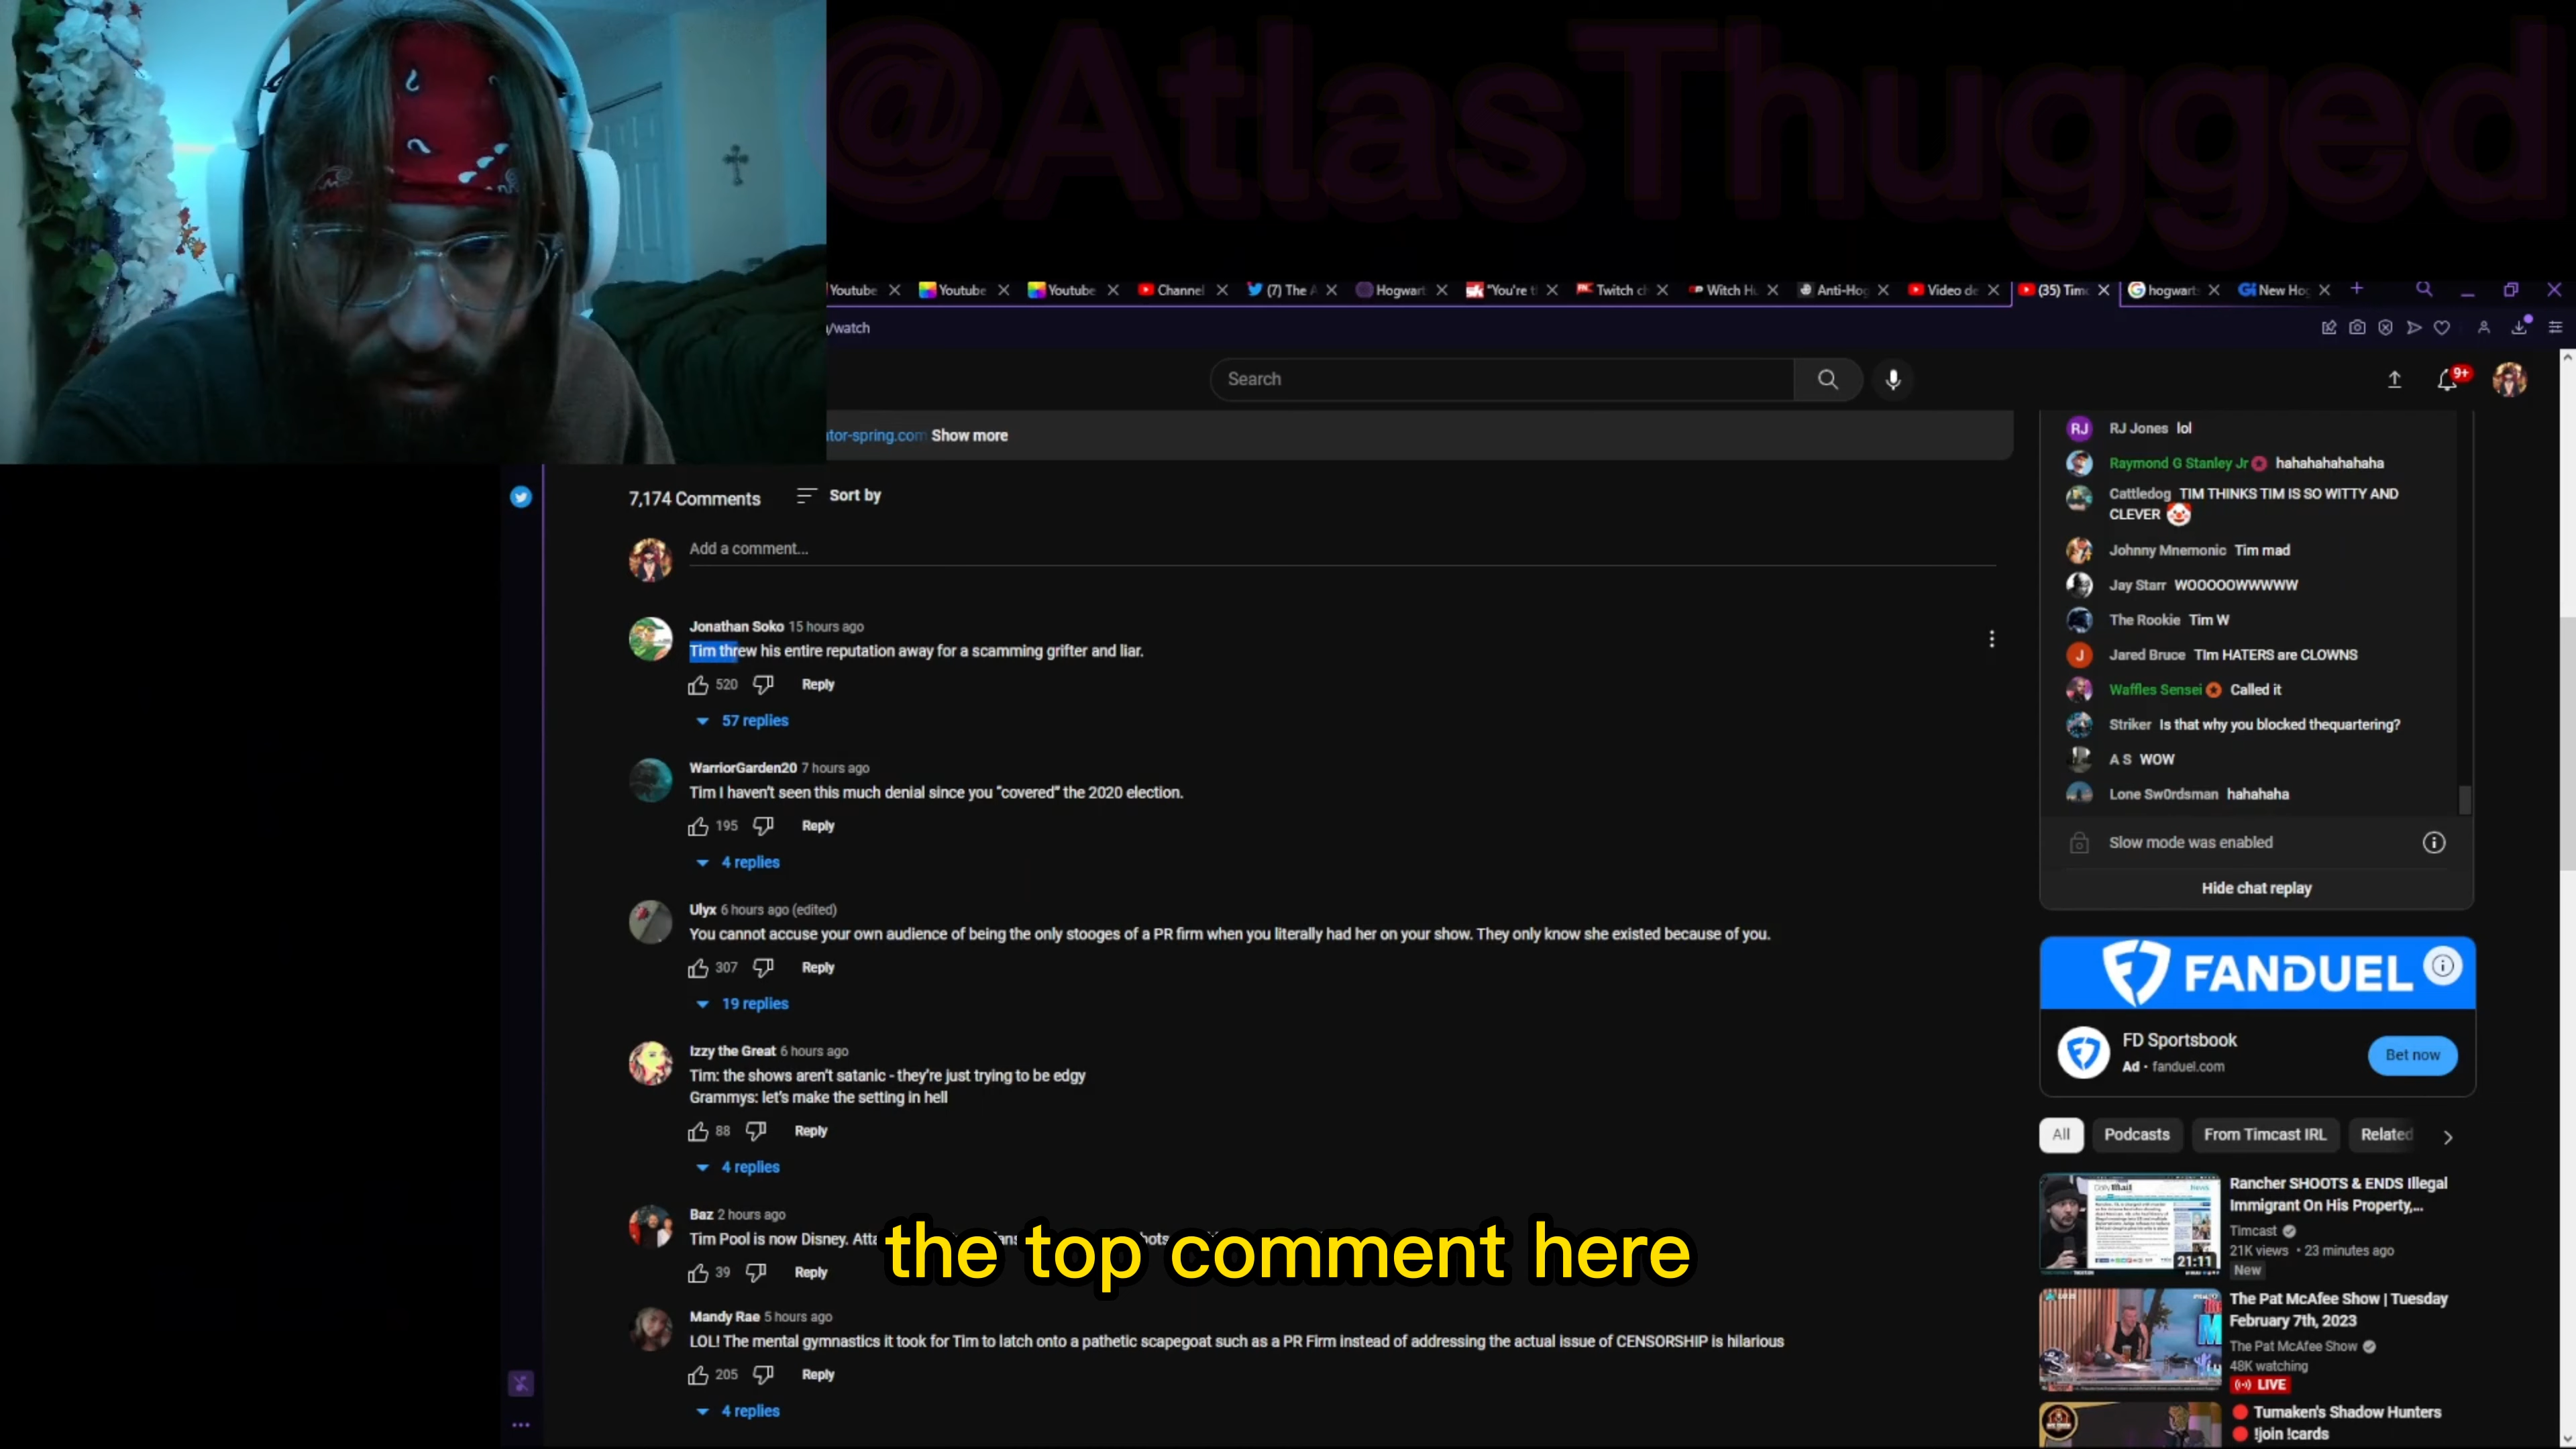 @AtlasThugged
Youtube
Youtube
Youtube
Channel
(7) The A
Hogwart
"You're t
Twitch ch
Witch Hu
Anti-Hog
Video de
(35) Timc
hogwart
New Hog
/watch
Search
9+
tor-spring.com Show more
7,174 Comments
Sort by
Add a comment...
Jonathan Soko 15 hours ago
Tim threw his entire reputation away for a scamming grifter and liar.
520
Reply
57 replies
WarriorGarden20 7 hours ago
Tim I haven't seen this much denial since you "covered" the 2020 election.
195
Reply
4 replies
Ulyx 6 hours ago (edited)
You cannot accuse your own audience of being the only stooges of a PR firm when you literally had her on your show. They only know she existed because of you.
307
Reply
19 replies
Izzy the Great 6 hours ago
Tim: the shows aren't satanic - they're just trying to be edgy
Grammys: let's make the setting in hell
88
Reply
4 replies
Baz 2 hours ago
Tim Pool is now Disney.
39
Reply
the top comment here
Mandy Rae 5 hours ago
LOL! The mental gymnastics it took for Tim to latch onto a pathetic scapegoat such as a PR Firm instead of addressing the actual issue of CENSORSHIP is hilarious
205
Reply
4 replies
RJ
RJ Jones lol
Raymond G Stanley Jr hahahahahahaha
Cattledog TIM THINKS TIM IS SO WITTY AND
CLEVER
Johnny Mnemonic Tim mad
Jay Starr WOOOOOWWWWW
The Rookie Tim W
J
Jared Bruce TIm HATERS are CLOWNS
Waffles Sensei Called it
Striker Is that why you blocked thequartering?
A S WOW
Lone Sw0rdsman hahahaha
Slow mode was enabled
Hide chat replay
FANDUEL
FD Sportsbook
Ad · fanduel.com
Bet now
All
Podcasts
From Timcast IRL
Related
Rancher SHOOTS & ENDS Illegal
Immigrant On His Property,...
Timcast
21K views · 23 minutes ago
New
21:11
The Pat McAfee Show | Tuesday
February 7th, 2023
The Pat McAfee Show
48K watching
LIVE
Tumaken's Shadow Hunters
!join !cards